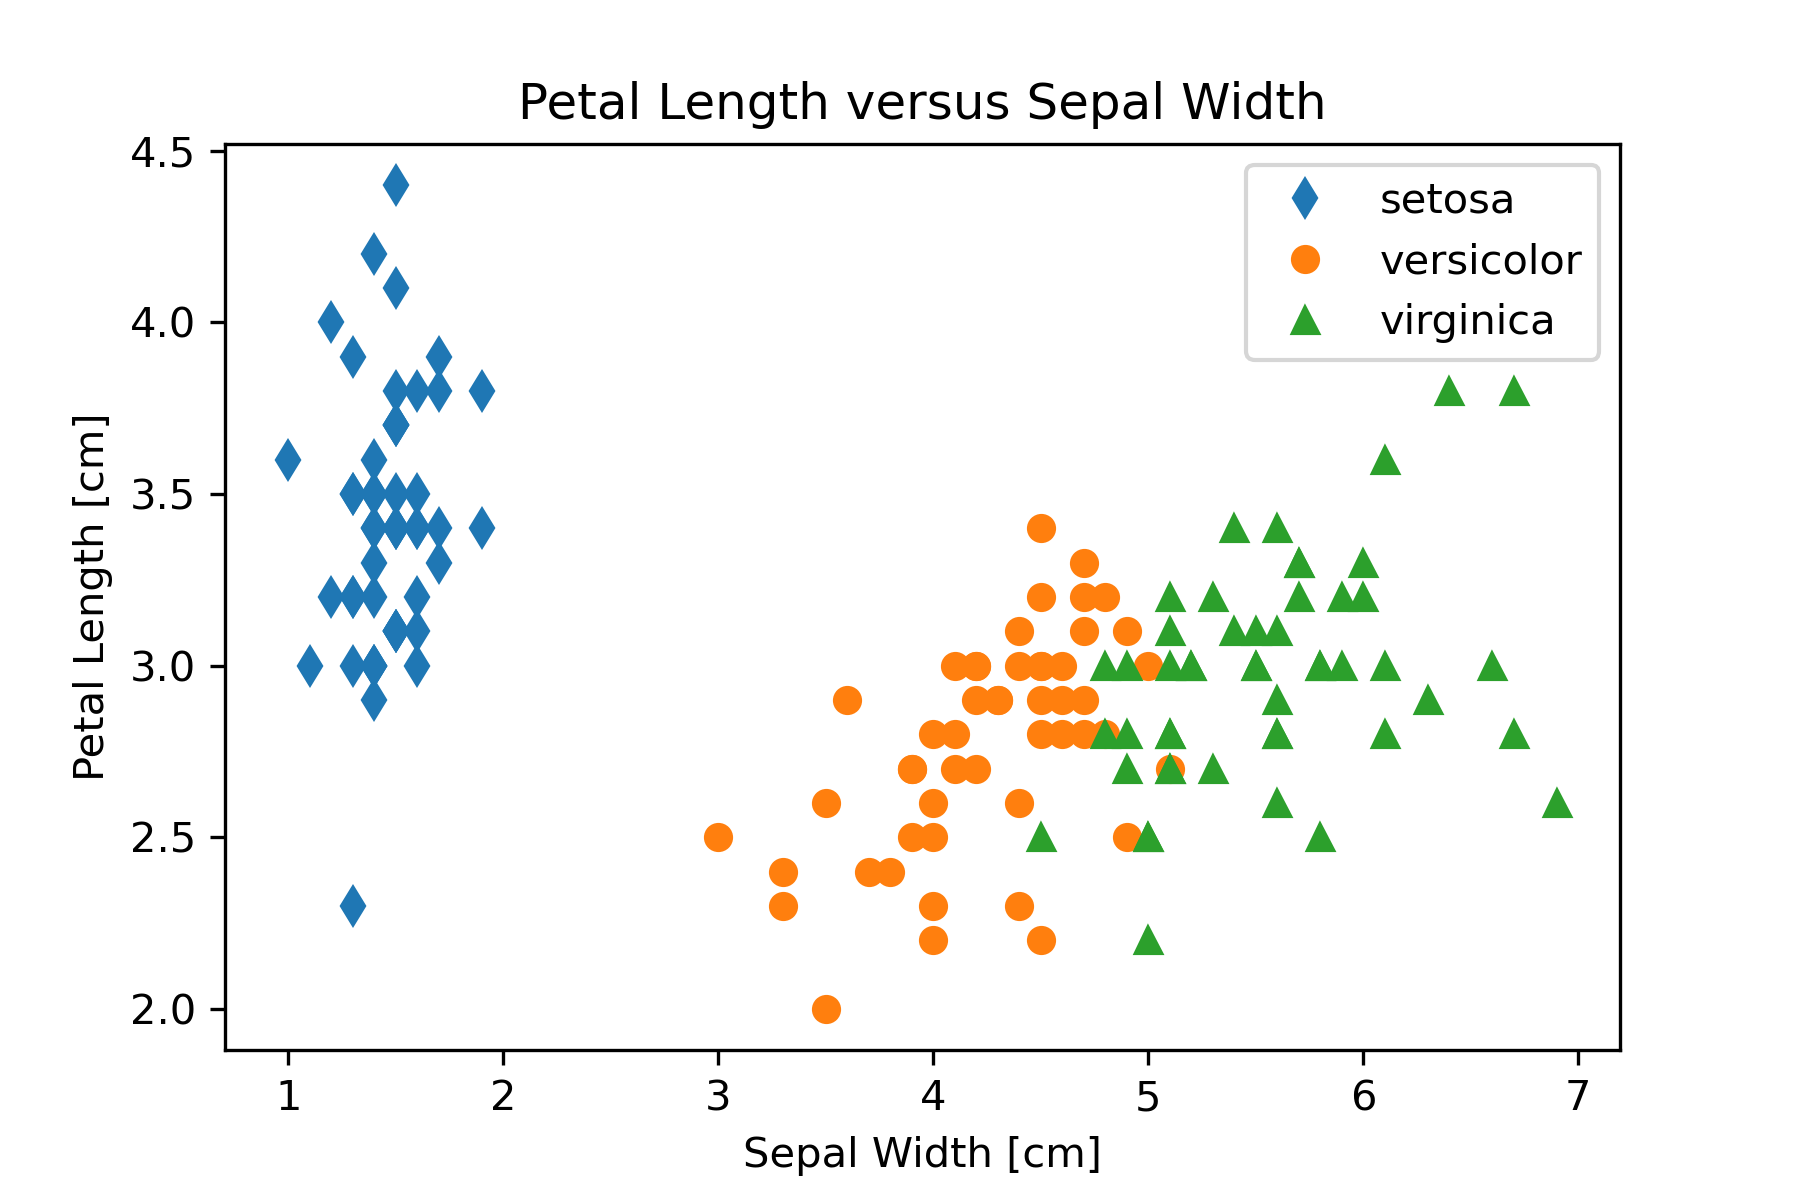 Petal Length versus Sepal Width
4.5
4.0
3.5
3.0
2.5
2.0
Petal Length [cm]
setosa
versicolor
virginica
1 2 3 4 5 6 7
Sepal Width [cm]